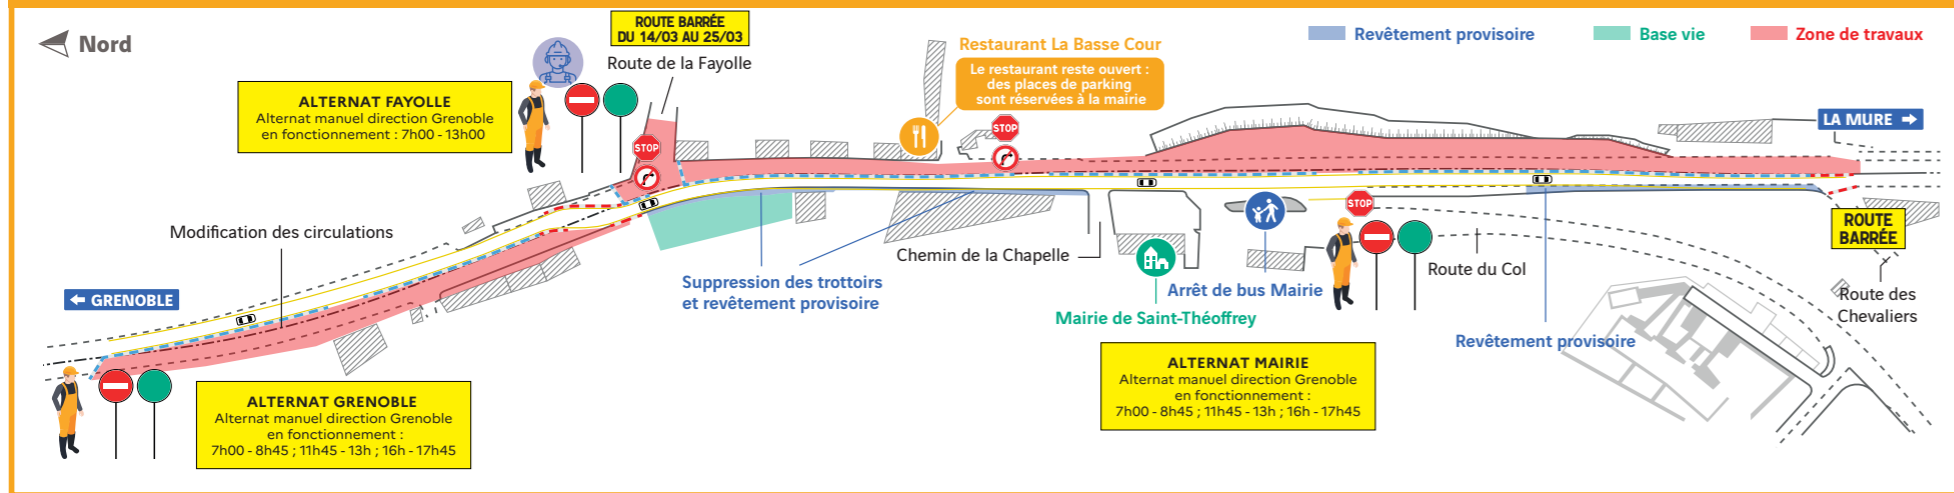 Nord
ROUTE BARRÉE
DU 14/03 AU 25/03
Route de la Fayolle
Restaurant La Basse Cour
Le restaurant reste ouvert :
des places de parking
sont réservées à la mairie
Revêtement provisoire
Base vie
Zone de travaux
ALTERNAT FAYOLLE
Alternat manuel direction Grenoble
en fonctionnement : 7h00 - 13h00
STOP
STOP
LA MURE
Modification des circulations
GRENOBLE
Suppression des trottoirs
et revêtement provisoire
Chemin de la Chapelle
Arrêt de bus Mairie
Mairie de Saint-Théoffrey
STOP
Route du Col
ROUTE
BARRÉE
Route des
Chevaliers
Revêtement provisoire
ALTERNAT GRENOBLE
Alternat manuel direction Grenoble
en fonctionnement :
7h00 - 8h45 ; 11h45 - 13h ; 16h - 17h45
ALTERNAT MAIRIE
Alternat manuel direction Grenoble
en fonctionnement :
7h00 - 8h45 ; 11h45 - 13h ; 16h - 17h45